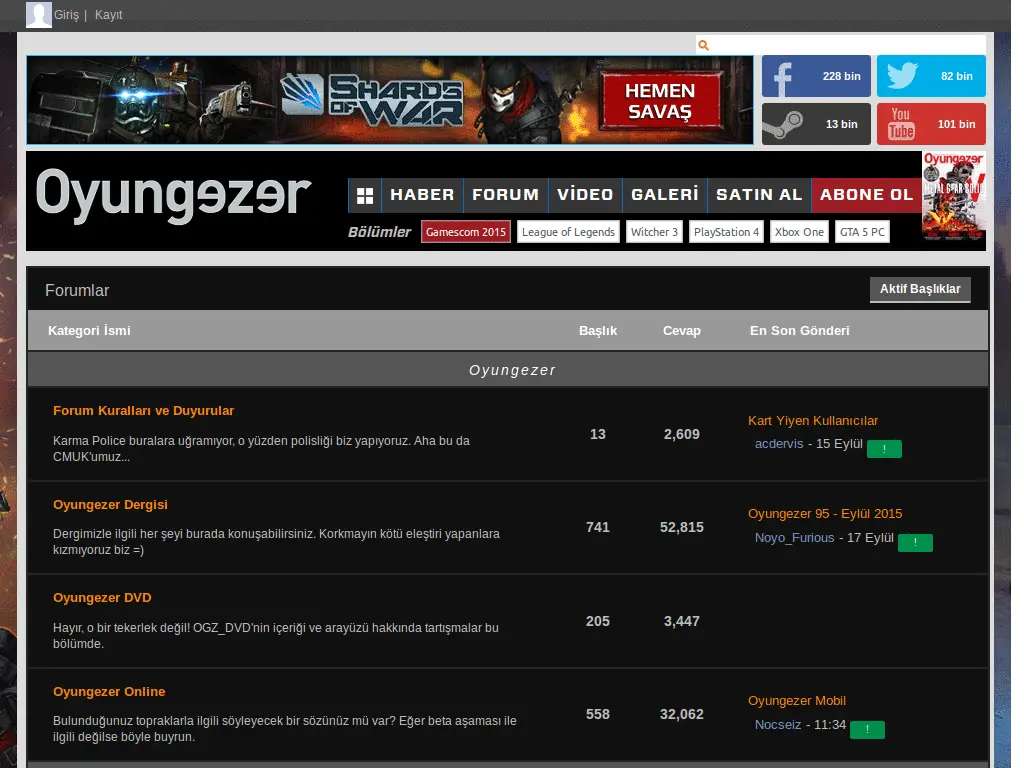 Giriş | Kayıt
SHARDS OF WAR
HEMEN
SAVAŞ
228 bin
82 bin
13 bin
You Tube
101 bin
Oyungezer
HABER
FORUM
VİDEO
GALERİ
SATIN AL
ABONE OL
Oyungezer
METAL GEAR SOLID
V
Bölümler
Gamescom 2015
League of Legends
Witcher 3
PlayStation 4
Xbox One
GTA 5 PC
Forumlar
Aktif Başlıklar
Kategori İsmi Başlık Cevap En Son Gönderi
Oyungezer
Forum Kuralları ve Duyurular
Karma Police buralara uğramıyor, o yüzden polisliği biz yapıyoruz. Aha bu da
CMUK'umuz...
13
2,609
Kart Yiyen Kullanıcılar
acdervis - 15 Eylül !
Oyungezer Dergisi
Dergimizle ilgili her şeyi burada konuşabilirsiniz. Korkmayın kötü eleştiri yapanlara
kızmıyoruz biz =)
741
52,815
Oyungezer 95 - Eylül 2015
Noyo_Furious - 17 Eylül !
Oyungezer DVD
Hayır, o bir tekerlek değil! OGZ_DVD'nin içeriği ve arayüzü hakkında tartışmalar bu
bölümde.
205
3,447
Oyungezer Online
Bulunduğunuz topraklarla ilgili söyleyecek bir sözünüz mü var? Eğer beta aşaması ile
ilgili değilse böyle buyrun.
558
32,062
Oyungezer Mobil
Nocseiz - 11:34 !